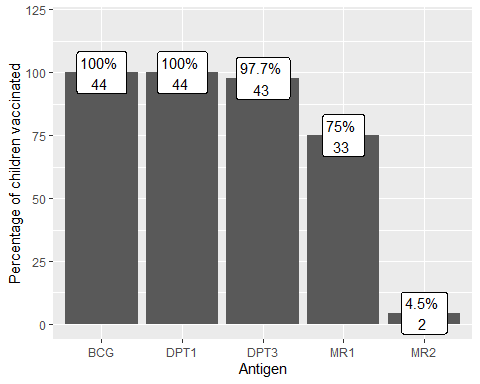 125
100
75
50
25
0
Percentage of children vaccinated
100%
44
100%
44
97.7%
43
75%
33
4.5%
2
BCG
DPT1
DPT3
MR1
MR2
Antigen